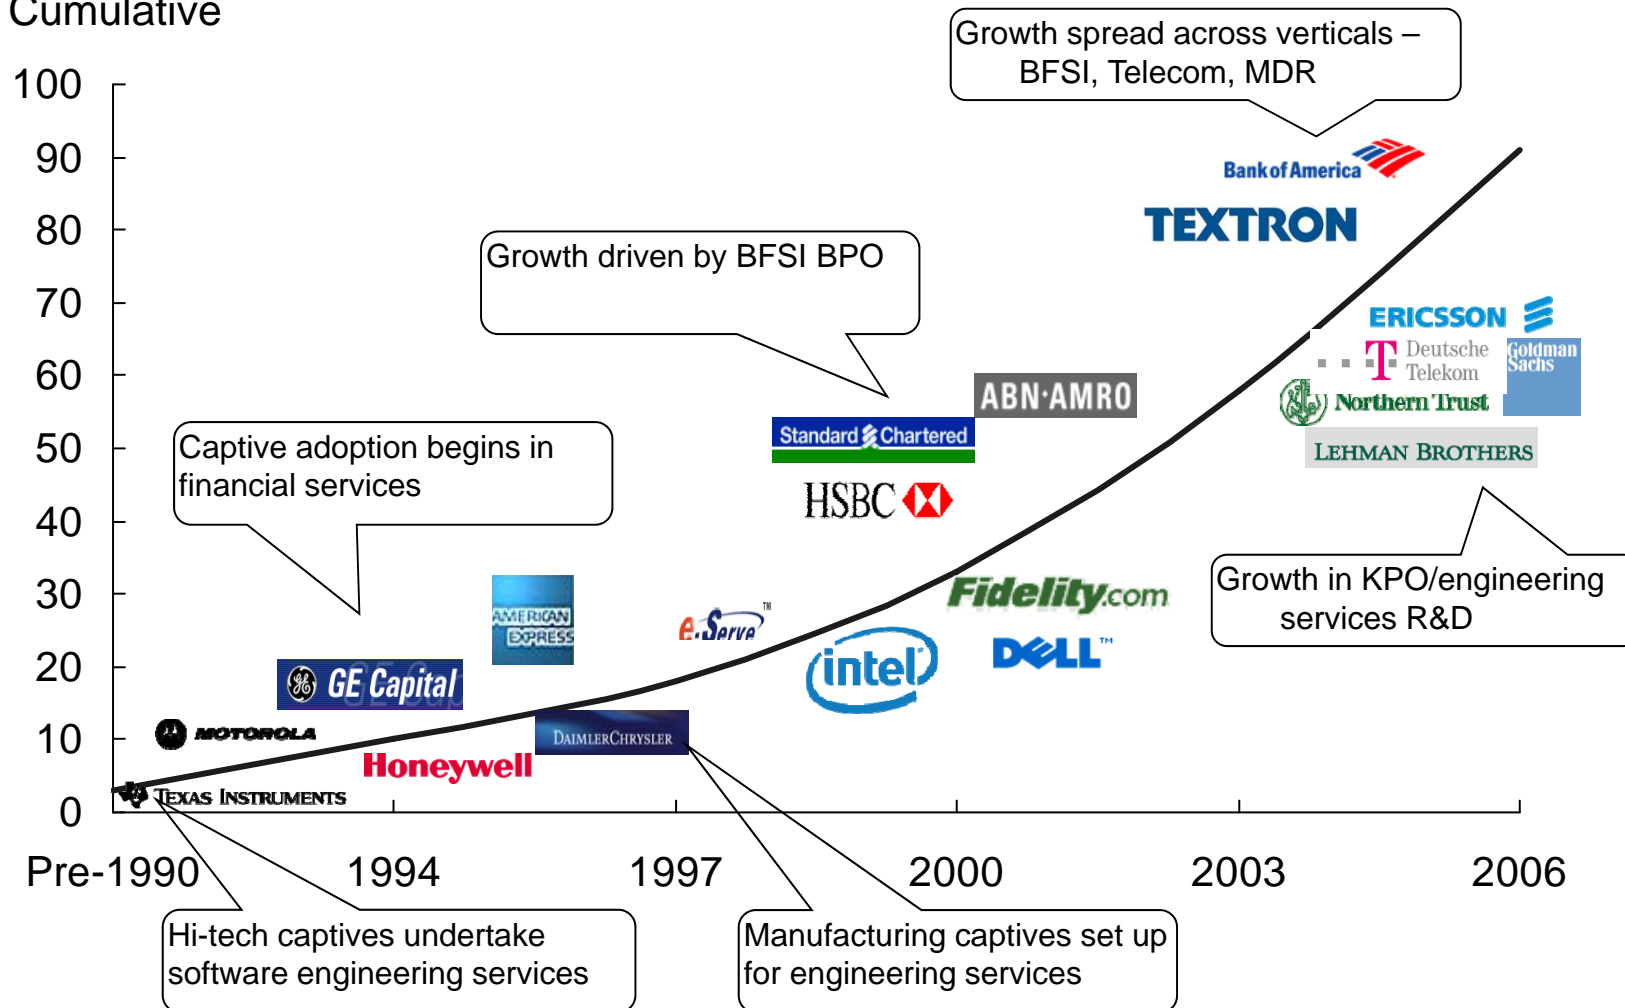 Cumulative
Growth spread across verticals –
BFSI, Telecom, MDR
100
90
80
70
60
50
40
30
20
10
0
Bank of America
TEXTRON
Growth driven by BFSI BPO
ERICSSON
Deutsche
Telekom
Goldman
Sachs
ABN·AMRO
Northern Trust
Standard Chartered
LEHMAN BROTHERS
Captive adoption begins in
financial services
HSBC
Growth in KPO/engineering
services R&D
AMERICAN
EXPRESS
e-Serve™
Fidelity.com
intel
DELL™
GE Capital
MOTOROLA
DAIMLERCHRYSLER
Honeywell
TEXAS INSTRUMENTS
Pre-1990
1994
1997
2000
2003
2006
Hi-tech captives undertake
software engineering services
Manufacturing captives set up
for engineering services